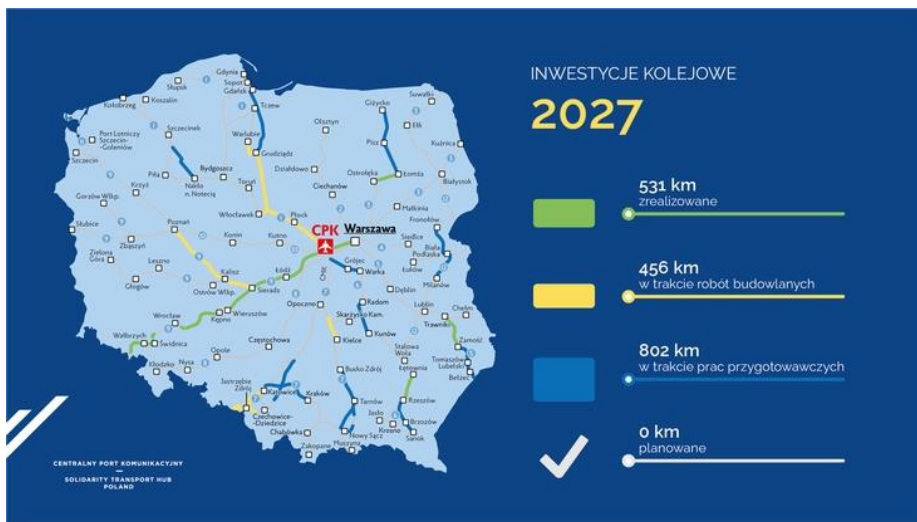 INWESTYCJE KOLEJOWE
2027
531 km
zrealizowane
456 km
w trakcie robót budowlanych
802 km
w trakcie prac przygotowawczych
0 km
planowane
Gdynia
Sopot
Gdańsk
Słupsk
Koszalin
Kołobrzeg
Tczew
Suwałki
Giżycko
Olsztyn
Ełk
Port Lotniczy
Szczecin-
-Goleniów
Szczecinek
Warlubie
Grudziądz
Pisz
Kuźnica
Szczecin
Działdowo
Ostrołęka
Łomża
Białystok
Piła
Nakło
n. Notecią
Bydgoszcz
Toruń
Ciechanów
Krzyż
Gorzów Wlkp.
Małkinia
Włocławek
Płock
Fronołów
Słubice
Poznań
CPK
Warszawa
Siedlce
Zbąszyń
Konin
Kutno
Biała
Podlaska
Zielona
Góra
Leszno
Grójec
Łuków
Kalisz
Łódź
Warka
Milanów
Głogów
Ostrów Wlkp.
Sieradz
CMK
Dęblin
Opoczno
Radom
Lublin
Chełm
Wrocław
Kępno
Wieruszów
Skarżysko Kam.
Trawniki
Wałbrzych
Świdnica
Kunów
Zamość
Częstochowa
Kielce
Stalowa
Wola
Tomaszów
Lubelski
Kłodzko
Nysa
Opole
Busko Zdrój
Łętownia
Bełżec
Jastrzębie
Zdrój
Katowice
Kraków
Tarnów
Rzeszów
Czechowice-
-Dziedzice
Jasło
Brzozów
Chabówka
Nowy Sącz
Krosno
Sanok
Zakopane
Muszyna
CENTRALNY PORT KOMUNIKACYJNY
SOLIDARITY TRANSPORT HUB
POLAND